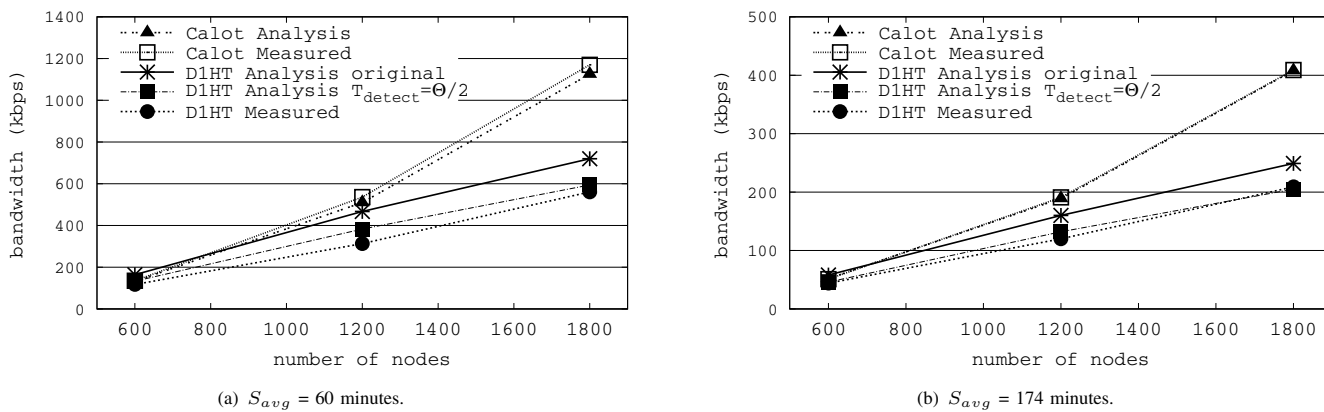 bandwidth (kbps)
1400
1200
1000
800
600
400
200
0
Calot Analysis
Calot Measured
D1HT Analysis original
D1HT Analysis T_detect=Θ/2
D1HT Measured
600 800 1000 1200 1400 1600 1800
number of nodes
(a) S_avg = 60 minutes.
bandwidth (kbps)
500
400
300
200
100
0
Calot Analysis
Calot Measured
D1HT Analysis original
D1HT Analysis T_detect=Θ/2
D1HT Measured
600 800 1000 1200 1400 1600 1800
number of nodes
(b) S_avg = 174 minutes.